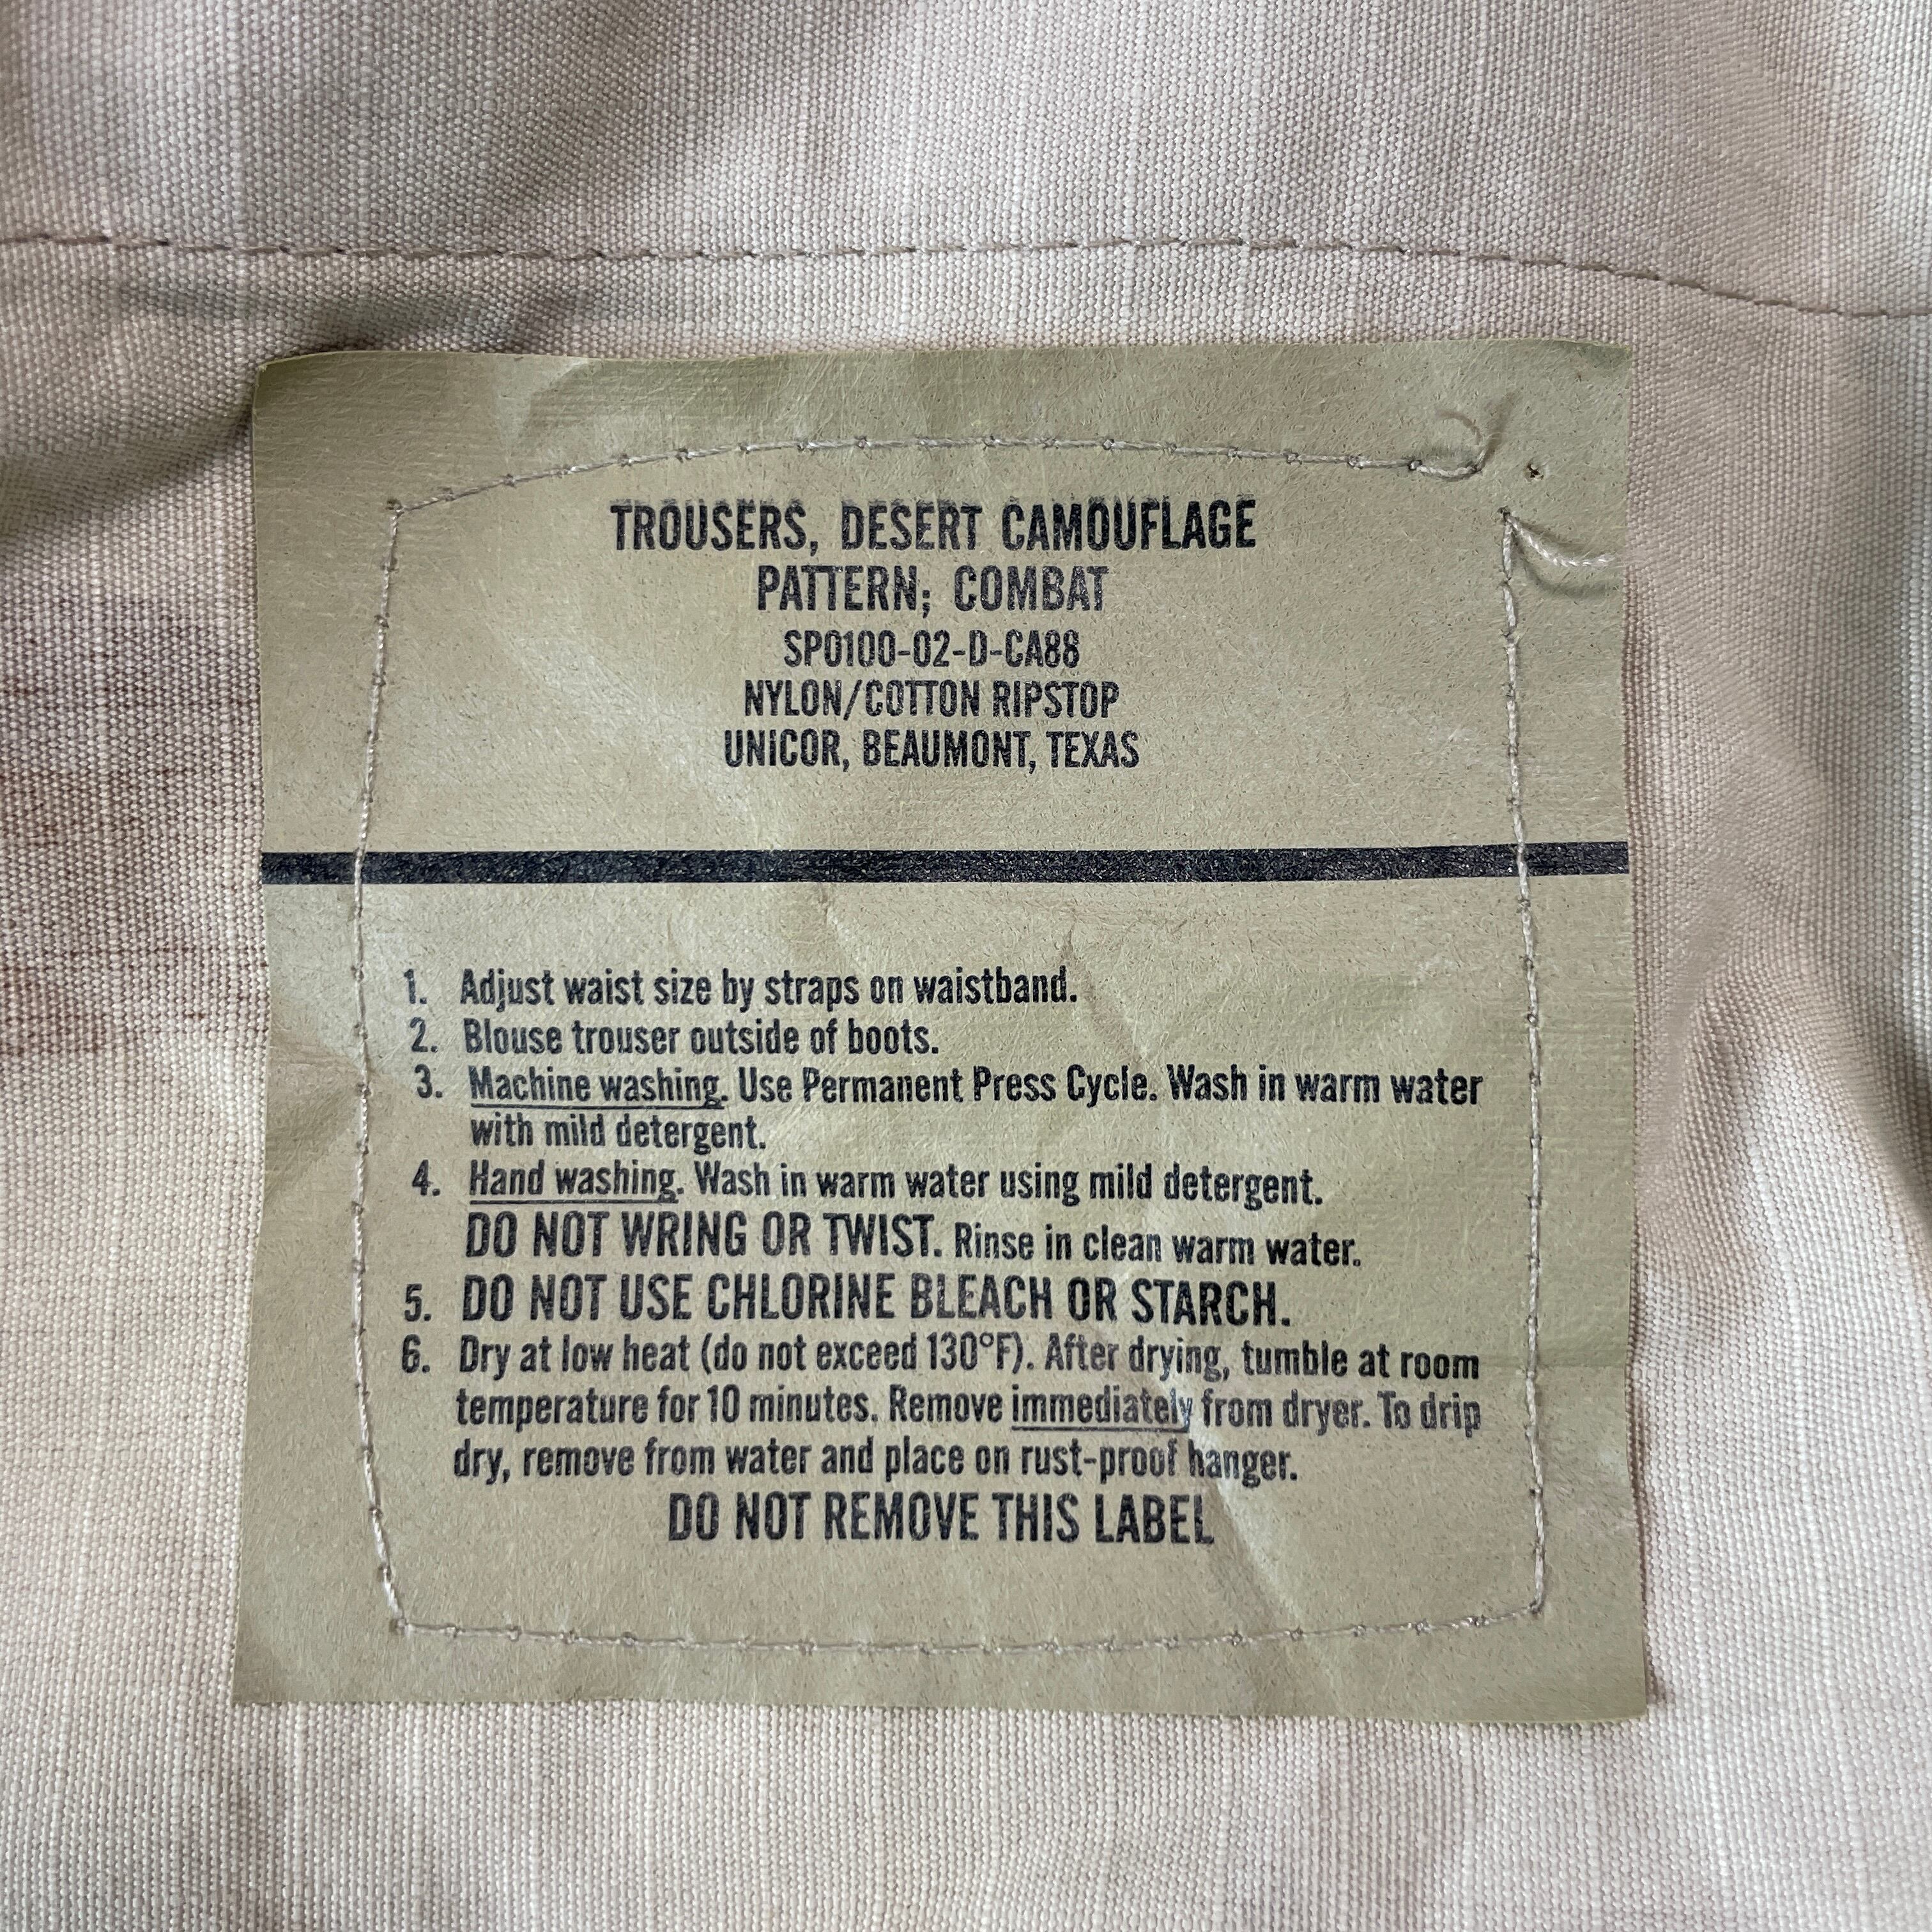 TROUSERS, DESERT CAMOUFLAGE
PATTERN; COMBAT
SP0100-02-D-CA88
NYLON/COTTON RIPSTOP
UNICOR, BEAUMONT, TEXAS
1. Adjust waist size by straps on waistband.
2. Blouse trouser outside of boots.
3. Machine washing. Use Permanent Press Cycle. Wash in warm water
with mild detergent.
4. Hand washing. Wash in warm water using mild detergent.
DO NOT WRING OR TWIST. Rinse in clean warm water.
5. DO NOT USE CHLORINE BLEACH OR STARCH.
6. Dry at low heat (do not exceed 130°F). After drying, tumble at room
temperature for 10 minutes. Remove immediately from dryer. To drip
dry, remove from water and place on rust-proof hanger.
DO NOT REMOVE THIS LABEL